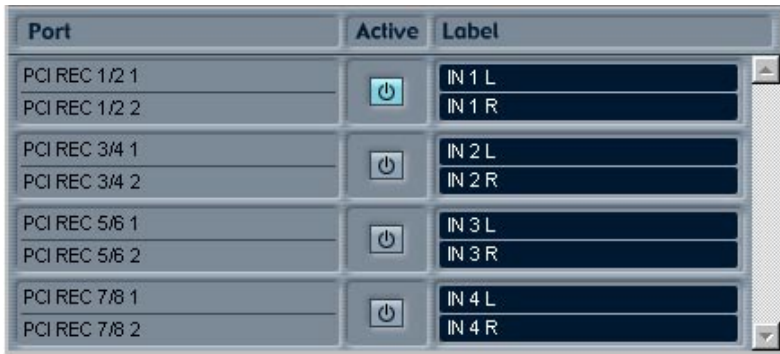 Port Active Label
PCI REC 1/2 1 IN 1 L
PCI REC 1/2 2 IN 1 R
PCI REC 3/4 1 IN 2 L
PCI REC 3/4 2 IN 2 R
PCI REC 5/6 1 IN 3 L
PCI REC 5/6 2 IN 3 R
PCI REC 7/8 1 IN 4 L
PCI REC 7/8 2 IN 4 R